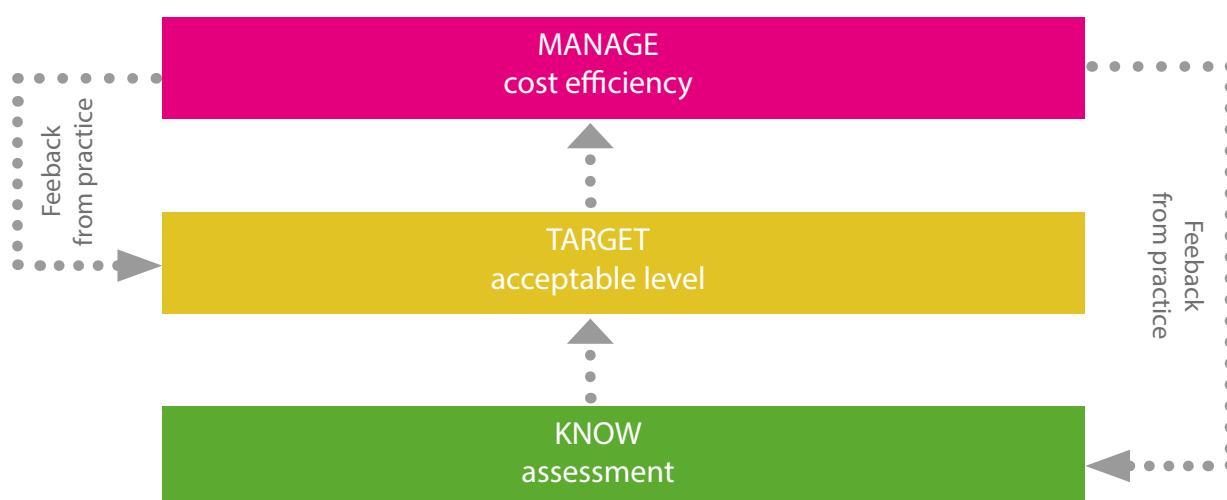 MANAGE
cost efficiency
Feeback
from practice
TARGET
acceptable level
Feeback
from practice
KNOW
assessment